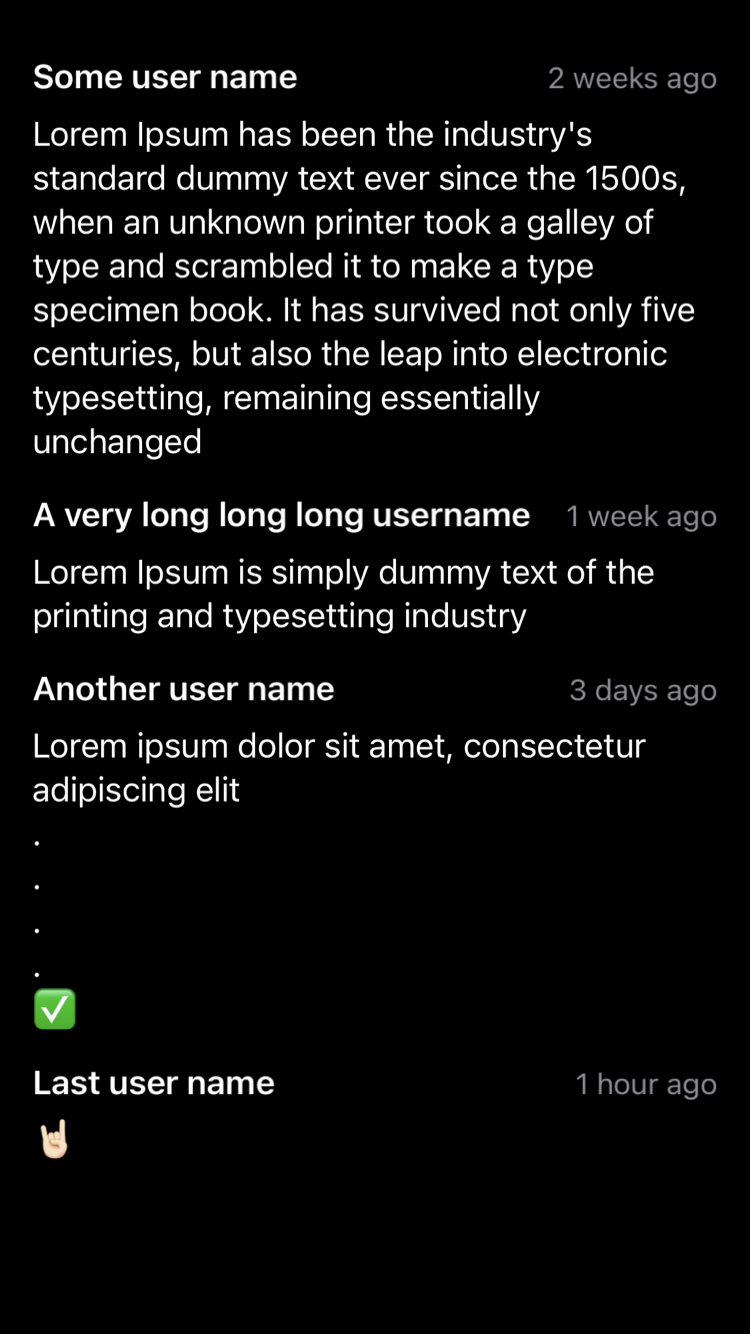 Some user name 2 weeks ago
Lorem Ipsum has been the industry's
standard dummy text ever since the 1500s,
when an unknown printer took a galley of
type and scrambled it to make a type
specimen book. It has survived not only five
centuries, but also the leap into electronic
typesetting, remaining essentially
unchanged
A very long long long username 1 week ago
Lorem Ipsum is simply dummy text of the
printing and typesetting industry
Another user name 3 days ago
Lorem ipsum dolor sit amet, consectetur
adipiscing elit
.
.
.
.
✅
Last user name 1 hour ago
🤘🏻